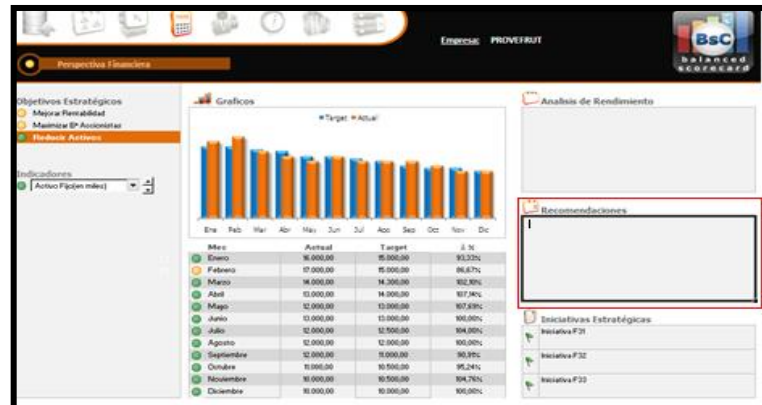 Empresa: PROVEFRUT
BsC
balanced
scorecard
Perspectiva Financiera
Objetivos Estratégicos
Mejorar Rentabilidad
Maximizar Bº Accionistas
Reducir Activos
Indicadores
Activo Fijo(en miles)
Graficos
Target Actual
Ene Feb Mar Abr May Jun Jul Ago Sep Oct Nov Dic
Mes Actual Target Δ %
Enero 16.000,00 15.000,00 93,33%
Febrero 17.000,00 15.000,00 86,67%
Marzo 14.000,00 14.300,00 102,10%
Abril 13.000,00 14.000,00 107,14%
Mayo 12.000,00 13.000,00 107,69%
Junio 13.000,00 13.000,00 100,00%
Julio 12.000,00 12.500,00 104,00%
Agosto 12.000,00 12.000,00 100,00%
Septiembre 12.000,00 11.000,00 90,91%
Octubre 11.000,00 10.500,00 95,24%
Noviembre 10.000,00 10.500,00 104,76%
Diciembre 10.000,00 10.000,00 100,00%
Analisis de Rendimiento
Recomendaciones
Iniciativas Estratégicas
Iniciativa F31
Iniciativa F32
Iniciativa F33